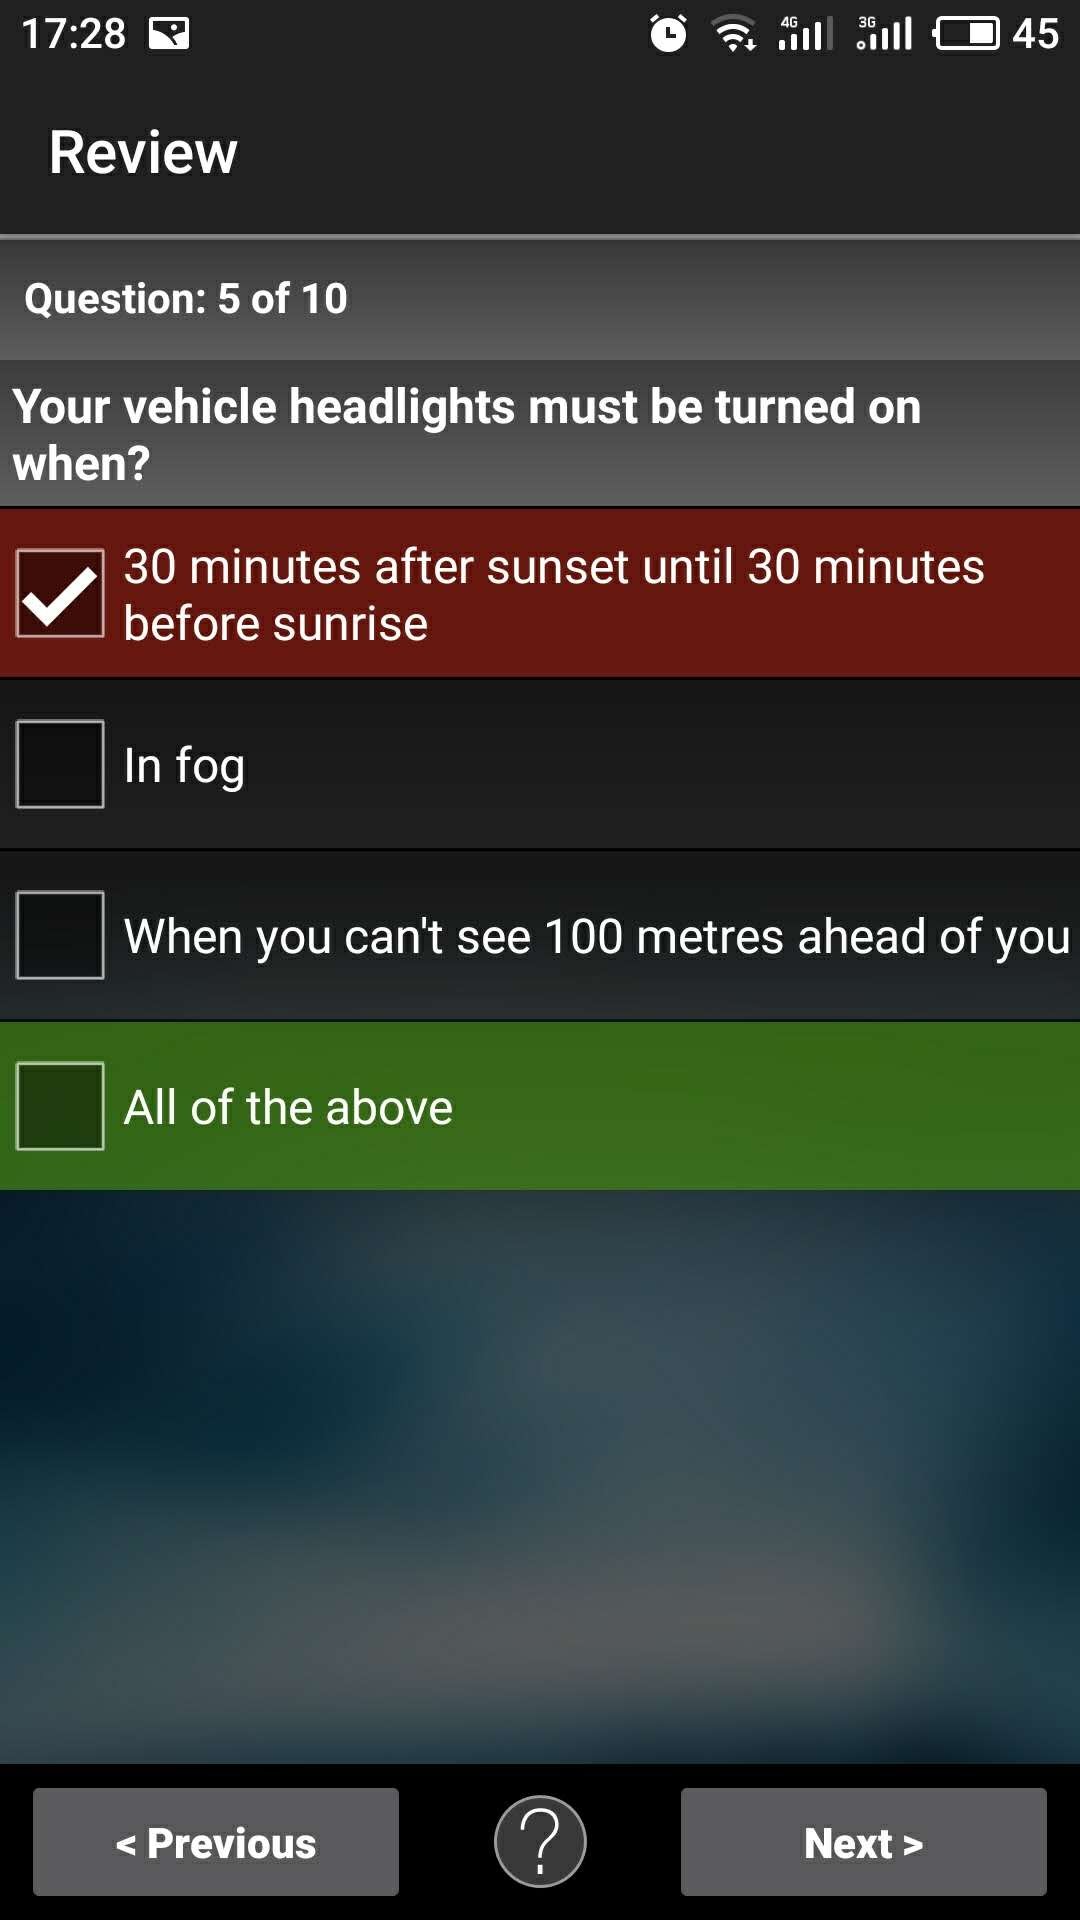 17:28
4G
3G
45
Review
Question: 5 of 10
Your vehicle headlights must be turned on
when?
30 minutes after sunset until 30 minutes
before sunrise
In fog
When you can't see 100 metres ahead of you
All of the above
< Previous
?
Next >